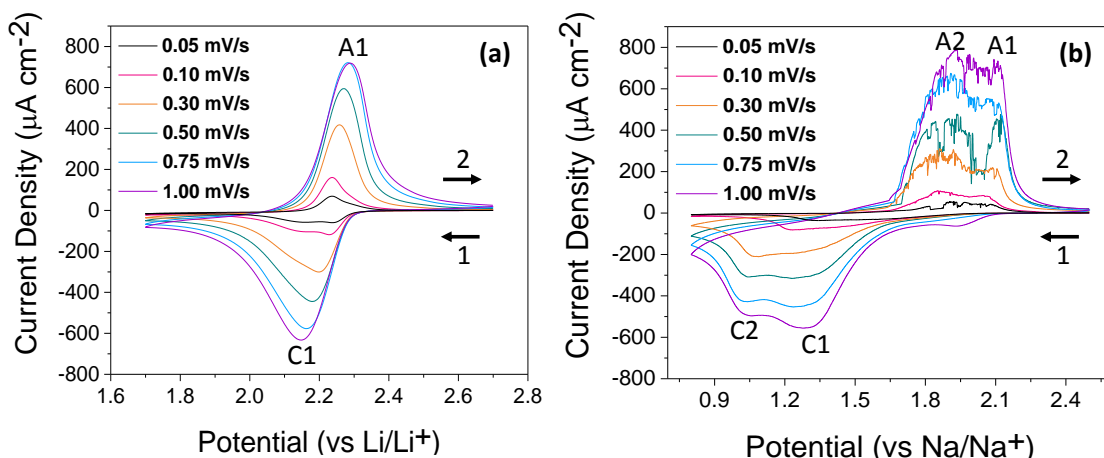 (a)
A1
0.05 mV/s
0.10 mV/s
0.30 mV/s
0.50 mV/s
0.75 mV/s
1.00 mV/s
2
1
C1
800
600
400
200
0
-200
-400
-600
-800
1.6 1.8 2.0 2.2 2.4 2.6 2.8
Current Density (μA cm-2)
Potential (vs Li/Li+)
(b)
A2 A1
0.05 mV/s
0.10 mV/s
0.30 mV/s
0.50 mV/s
0.75 mV/s
1.00 mV/s
2
1
C2 C1
800
600
400
200
0
-200
-400
-600
-800
0.9 1.2 1.5 1.8 2.1 2.4
Current Density (μA cm-2)
Potential (vs Na/Na+)